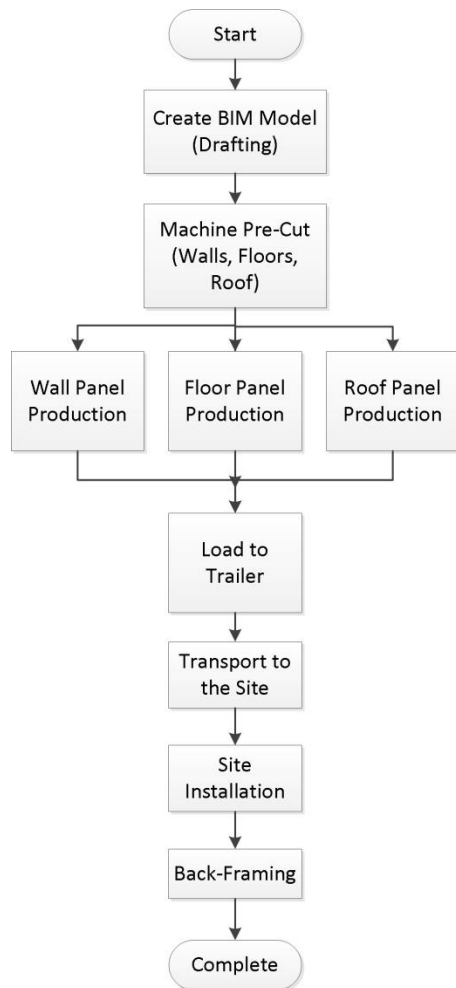 Start
Create BIM Model
(Drafting)
Machine Pre-Cut
(Walls, Floors,
Roof)
Wall Panel
Production
Floor Panel
Production
Roof Panel
Production
Load to
Trailer
Transport to
the Site
Site
Installation
Back-Framing
Complete